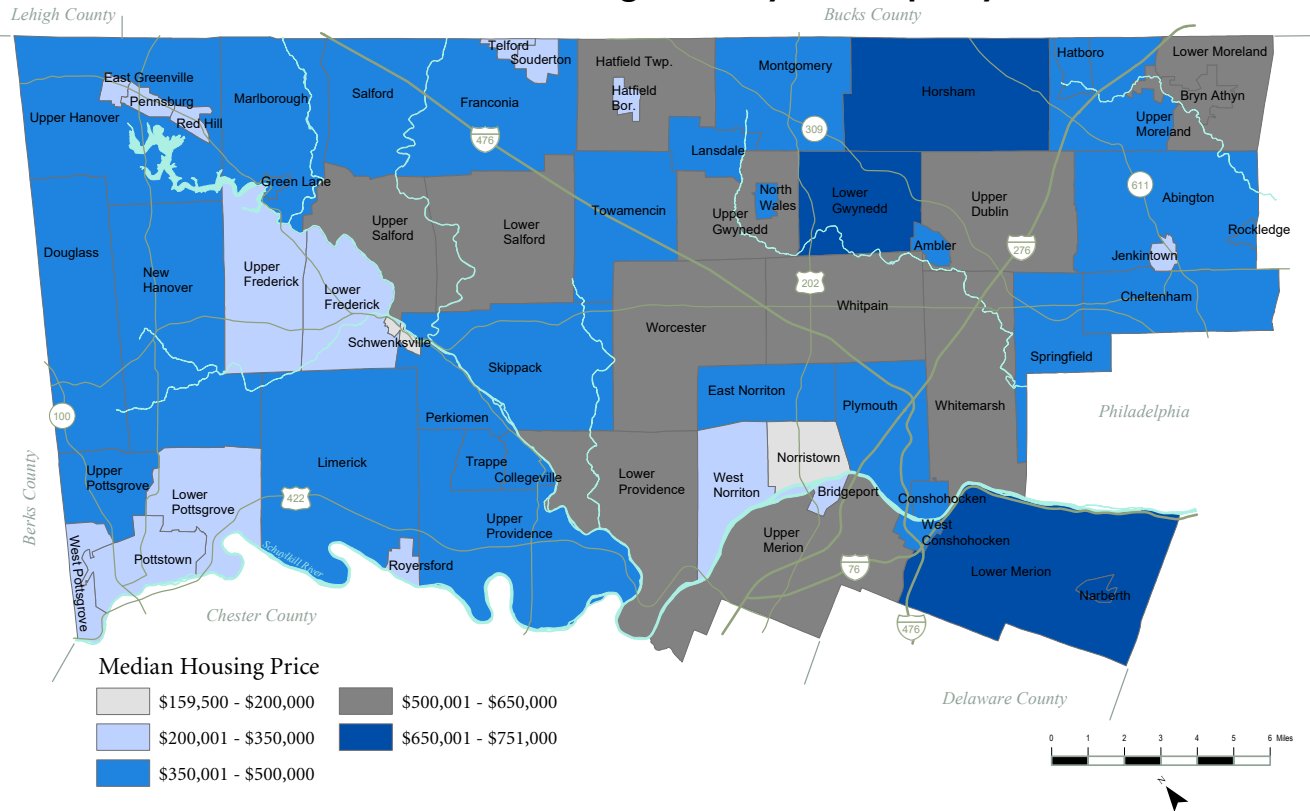 Lehigh County
Bucks County
Telford
Souderton
Hatfield Twp.
Hatfield
Bor.
Montgomery
Horsham
Hatboro
Lower Moreland
Bryn Athyn
Upper
Moreland
East Greenville
Pennsburg
Red Hill
Upper Hanover
Marlborough
Salford
Franconia
476
309
Lansdale
611
Abington
Rockledge
Jenkintown
Cheltenham
Green Lane
Upper
Salford
Lower
Salford
Towamencin
Upper
Gwynedd
North
Wales
Lower
Gwynedd
Ambler
Upper
Dublin
276
202
Douglass
New
Hanover
Upper
Frederick
Lower
Frederick
Schwenksville
Worcester
Whitpain
Springfield
Skippack
East Norriton
Plymouth
Whitemarsh
Philadelphia
100
Perkiomen
Trappe
Collegeville
Limerick
Upper
Pottsgrove
Lower
Pottsgrove
422
Lower
Providence
West
Norriton
Norristown
Bridgeport
Conshohocken
West
Conshohocken
Berks County
West Pottsgrove
Pottstown
Schuylkill River
Royersford
Upper
Providence
Upper
Merion
76
Lower Merion
Narberth
476
Chester County
Delaware County
Median Housing Price
$159,500 - $200,000
$200,001 - $350,000
$350,001 - $500,000
$500,001 - $650,000
$650,001 - $751,000
0 1 2 3 4 5 6 Miles
N